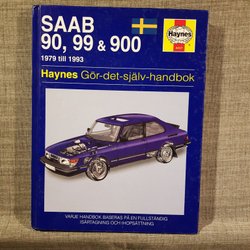 SAAB
90, 99 & 900
1979 till 1993
Haynes
Haynes Gör-det-själv-handbok
VARJE HANDBOK BASERAS PÅ EN FULLSTÄNDIG
ISÄRTAGNING OCH IHOPSÄTTNING